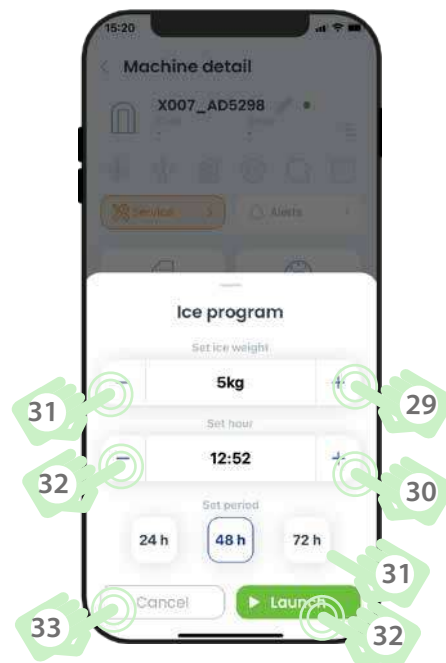 15:20
Machine detail
X007_AD5298
Service
Alerts
Ice program
Set ice weight
- 5kg +
31 29
Set hour
- 12:52 +
32 30
Set period
24 h 48 h 72 h
31
Cancel Launch
33 32